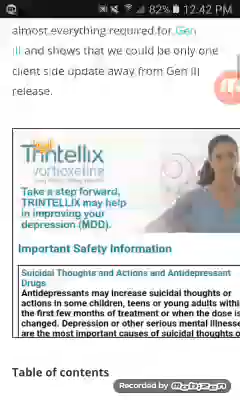 82% 12:42 PM
almost everything required for Gen
III and shows that we could be only one
client side update away from Gen III
release.
Trintellix
vortioxetine
Take a step forward,
TRINTELLIX may help
in improving your
depression (MDD).
Important Safety Information
Suicidal Thoughts and Actions and Antidepressant
Drugs
Antidepressants may increase suicidal thoughts or
actions in some children, teens or young adults withi
the first few months of treatment or when the dose is
changed. Depression or other serious mental illnesse
are the most important causes of suicidal thoughts o
Table of contents
Recorded by Mobizen